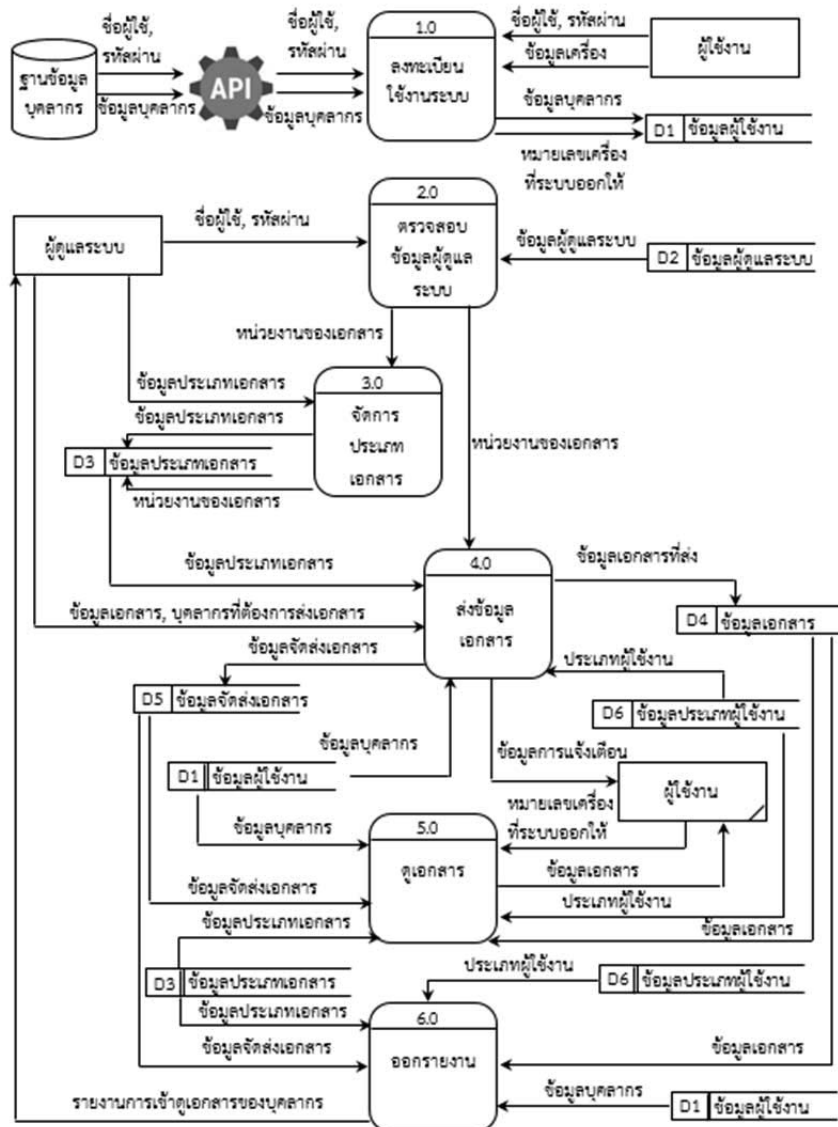 ชื่อผู้ใช้,
รหัสผ่าน
ชื่อผู้ใช้,
รหัสผ่าน
1.0
ชื่อผู้ใช้, รหัสผ่าน
ฐานข้อมูล
บุคลากร
API
ลงทะเบียน
ใช้งานระบบ
ข้อมูลเครื่อง
ผู้ใช้งาน
ข้อมูลบุคลากร
ข้อมูลบุคลากร
ข้อมูลบุคลากร
D1 ข้อมูลผู้ใช้งาน
หมายเลขเครื่อง
ที่ระบบออกให้
2.0
ผู้ดูแลระบบ
ชื่อผู้ใช้, รหัสผ่าน
ตรวจสอบ
ข้อมูลผู้ดูแล
ระบบ
ข้อมูลผู้ดูแลระบบ
D2 ข้อมูลผู้ดูแลระบบ
หน่วยงานของเอกสาร
ข้อมูลประเภทเอกสาร
3.0
ข้อมูลประเภทเอกสาร
จัดการ
ประเภท
เอกสาร
หน่วยงานของเอกสาร
D3 ข้อมูลประเภทเอกสาร
หน่วยงานของเอกสาร
ข้อมูลประเภทเอกสาร
4.0
ข้อมูลเอกสารที่ส่ง
ส่งข้อมูล
เอกสาร
ข้อมูลเอกสาร, บุคลากรที่ต้องการส่งเอกสาร
D4 ข้อมูลเอกสาร
ข้อมูลจัดส่งเอกสาร
ประเภทผู้ใช้งาน
D5 ข้อมูลจัดส่งเอกสาร
D6 ข้อมูลประเภทผู้ใช้งาน
ข้อมูลบุคลากร
ข้อมูลการแจ้งเตือน
D1 ข้อมูลผู้ใช้งาน
ผู้ใช้งาน
หมายเลขเครื่อง
ที่ระบบออกให้
ข้อมูลบุคลากร
5.0
ดูเอกสาร
ข้อมูลเอกสาร
ข้อมูลจัดส่งเอกสาร
ประเภทผู้ใช้งาน
ข้อมูลประเภทเอกสาร
ข้อมูลเอกสาร
ประเภทผู้ใช้งาน
D3 ข้อมูลประเภทเอกสาร
D6 ข้อมูลประเภทผู้ใช้งาน
ข้อมูลประเภทเอกสาร
6.0
ข้อมูลจัดส่งเอกสาร
ออกรายงาน
ข้อมูลเอกสาร
ข้อมูลบุคลากร
รายงานการเข้าดูเอกสารของบุคลากร
D1 ข้อมูลผู้ใช้งาน